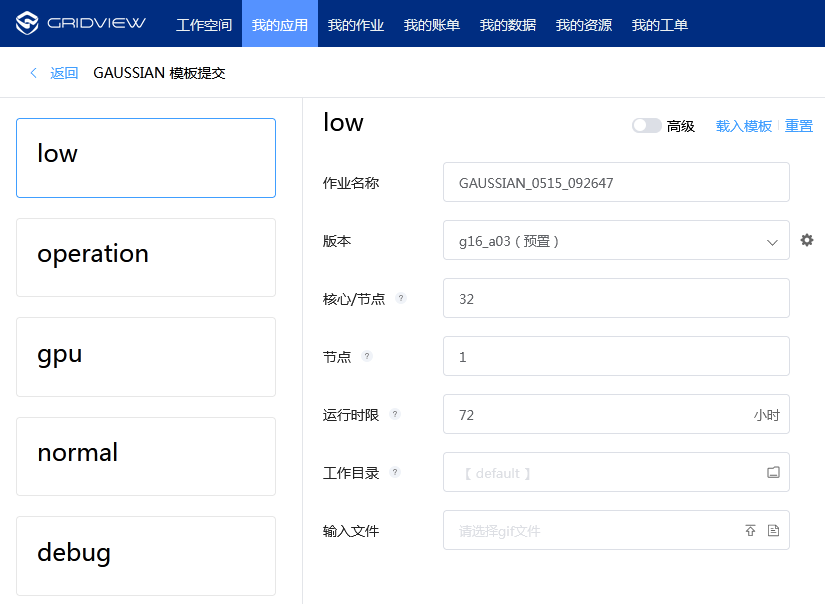 GRIDVIEW 工作空间 我的应用 我的作业 我的账单 我的数据 我的资源 我的工单
返回 GAUSSIAN 模板提交
low
operation
gpu
normal
debug
low 高级 载入模板 重置
作业名称 GAUSSIAN_0515_092647
版本 g16_a03 ( 预置 )
核心/节点 ? 32
节点 ? 1
运行时限 ? 72 小时
工作目录 ? 【 default 】
输入文件 请选择gjf文件